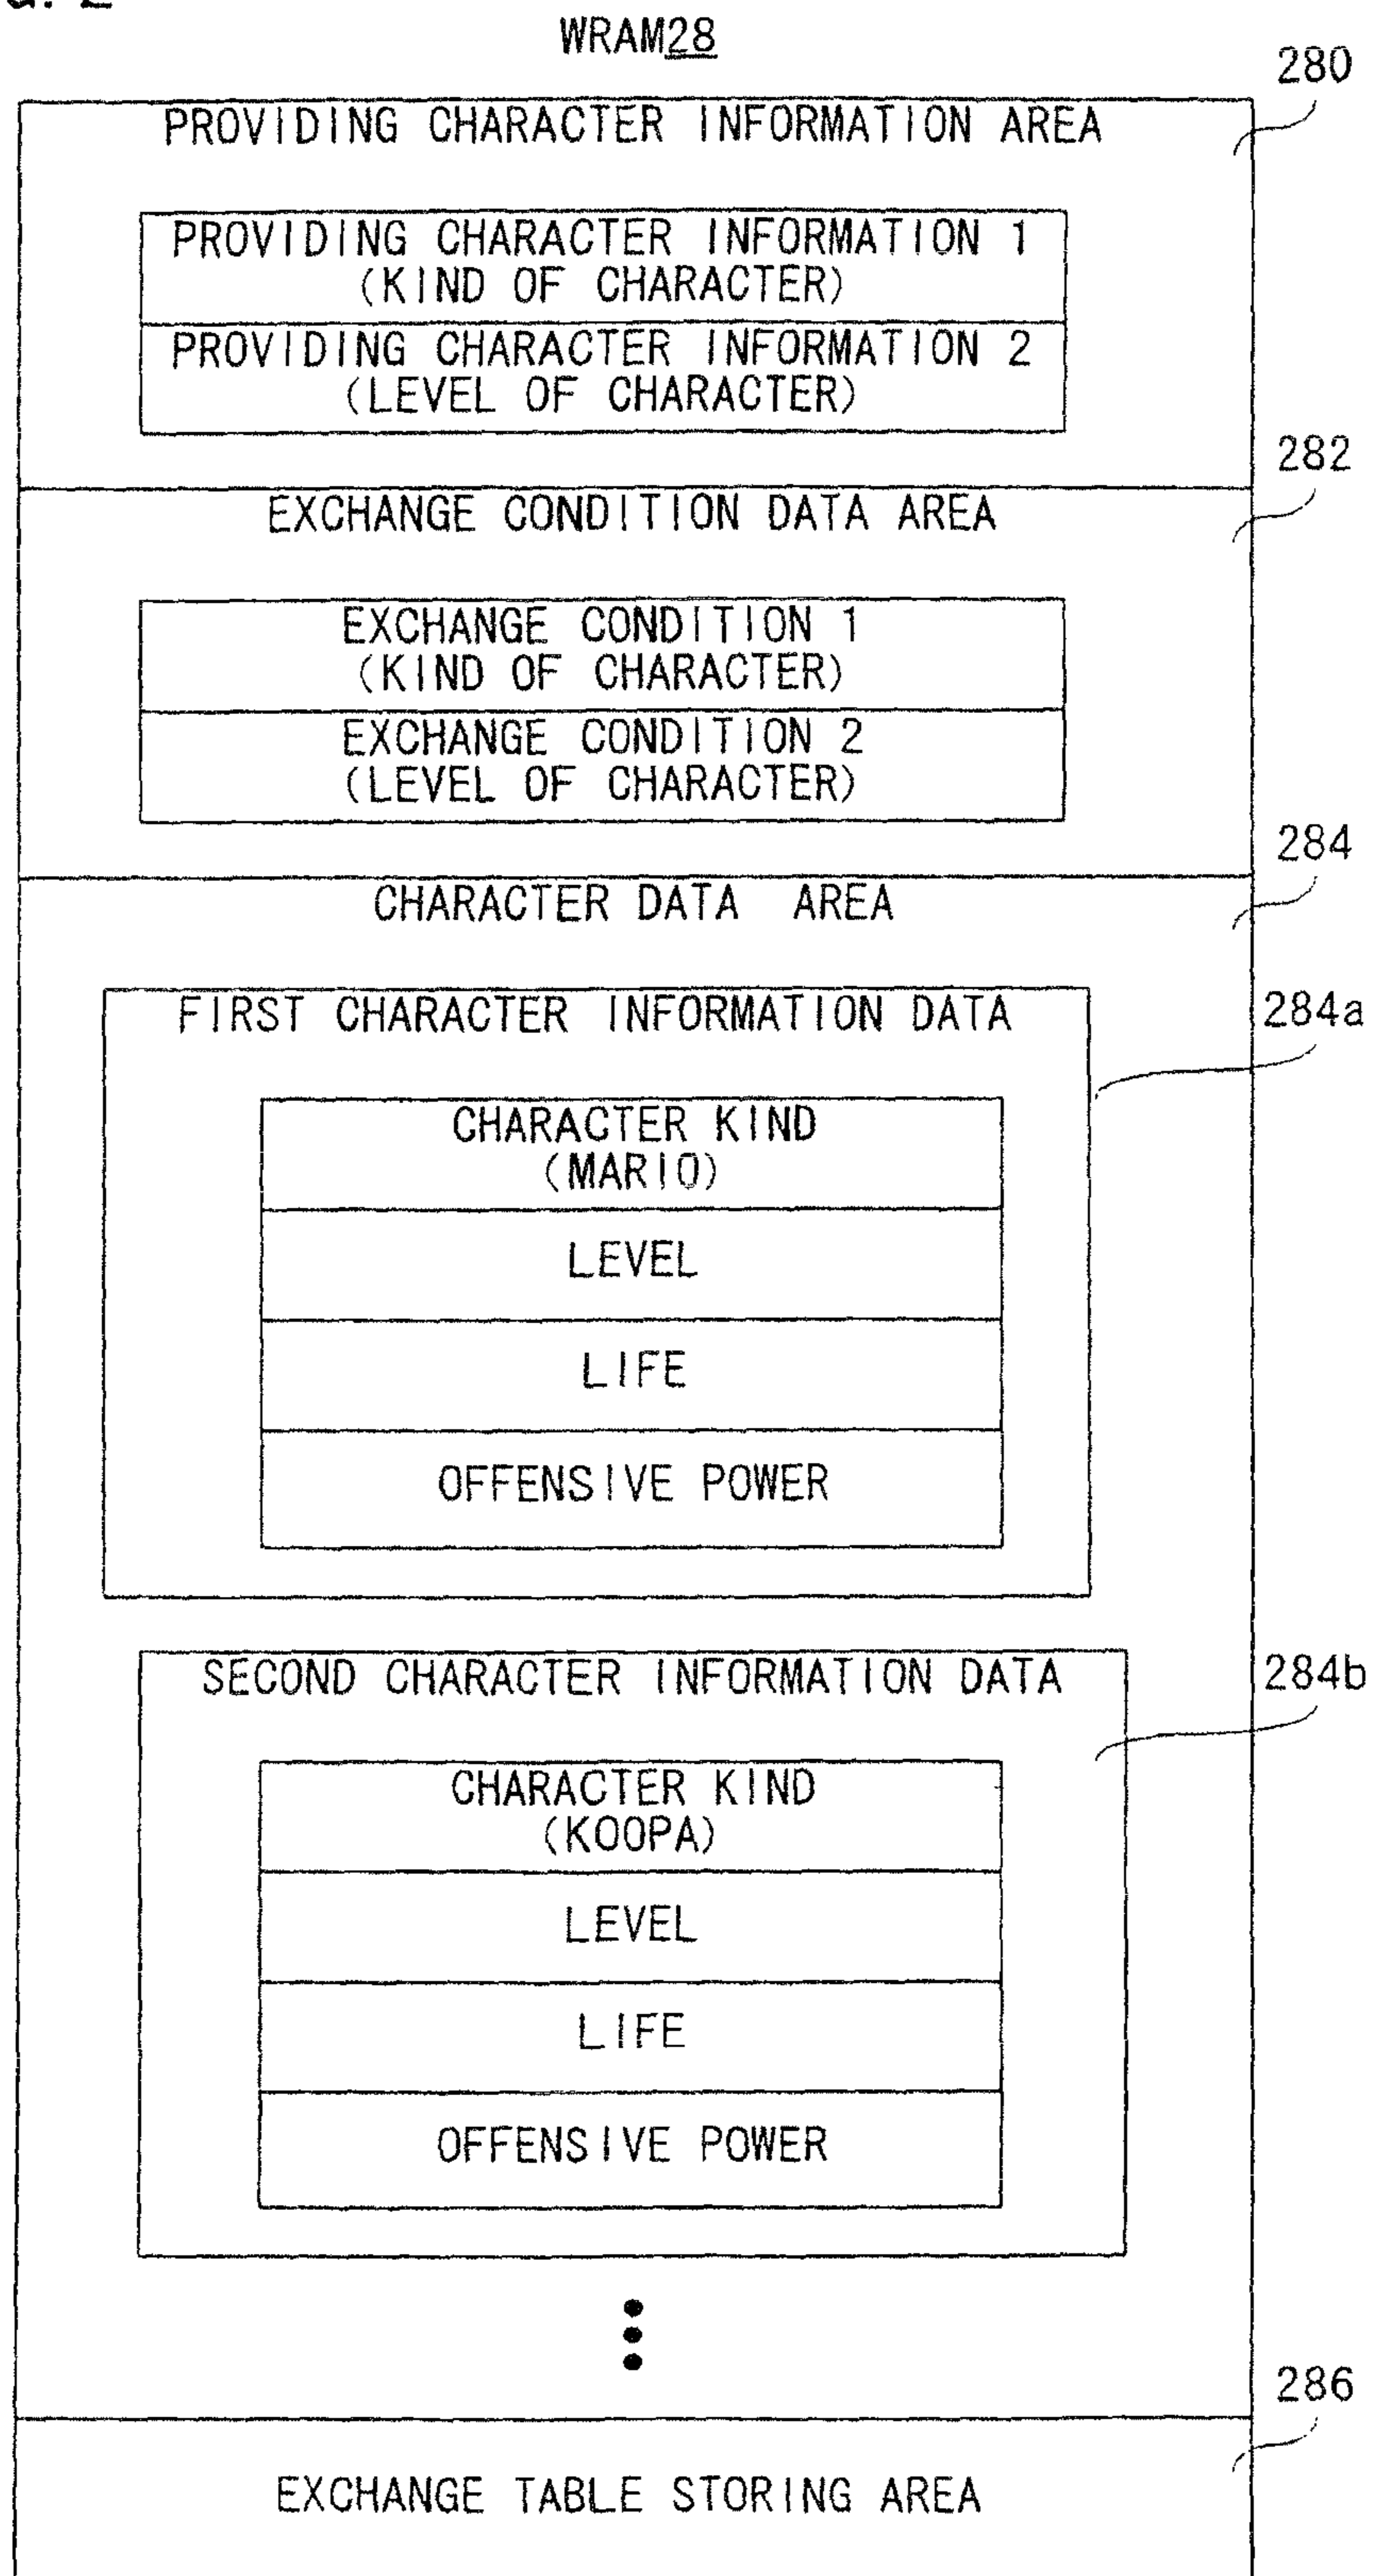 WRAM28
280
PROVIDING CHARACTER INFORMATION AREA
PROVIDING CHARACTER INFORMATION 1
(KIND OF CHARACTER)
PROVIDING CHARACTER INFORMATION 2
(LEVEL OF CHARACTER)
282
EXCHANGE CONDITION DATA AREA
EXCHANGE CONDITION 1
(KIND OF CHARACTER)
EXCHANGE CONDITION 2
(LEVEL OF CHARACTER)
284
CHARACTER DATA AREA
284a
FIRST CHARACTER INFORMATION DATA
CHARACTER KIND
(MARIO)
LEVEL
LIFE
OFFENSIVE POWER
284b
SECOND CHARACTER INFORMATION DATA
CHARACTER KIND
(KOOPA)
LEVEL
LIFE
OFFENSIVE POWER
286
EXCHANGE TABLE STORING AREA